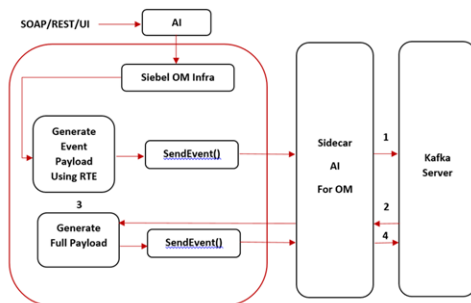 SOAP/REST/UI
AI
Siebel OM Infra
Generate
Event
Payload
Using RTE
SendEvent()
Sidecar
AI
For OM
1
Kafka
Server
2
3
Generate
Full Payload
SendEvent()
4